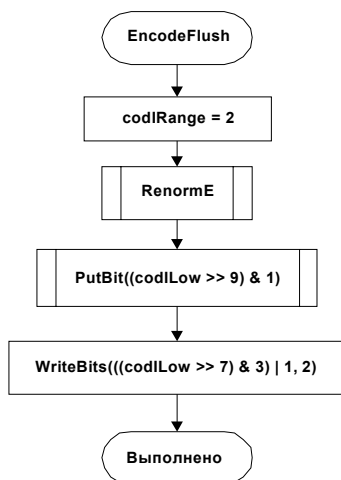 EncodeFlush
codIRange = 2
RenormE
PutBit((codILow >> 9) & 1)
WriteBits(((codILow >> 7) & 3) | 1, 2)
Выполнено